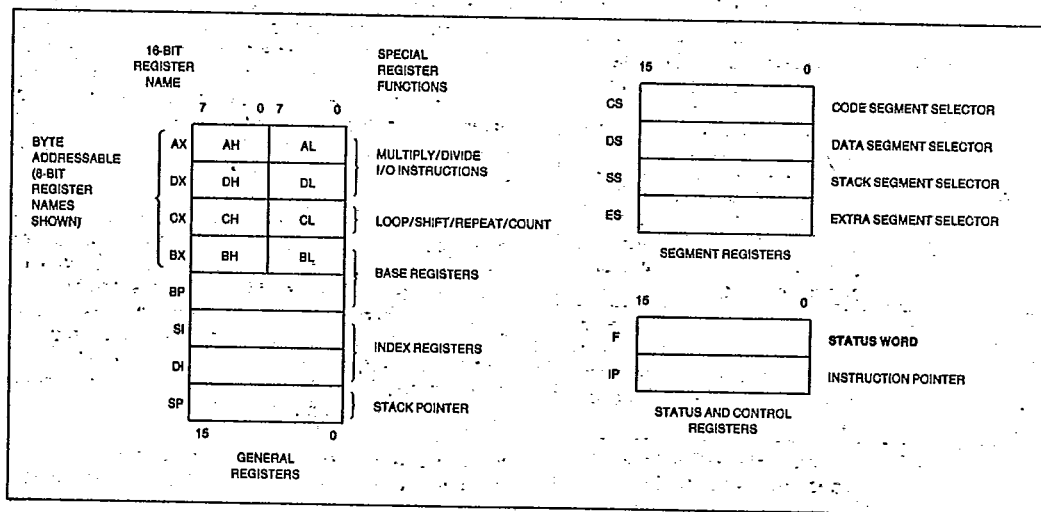 16-BIT
REGISTER
NAME
SPECIAL
REGISTER
FUNCTIONS
7 0 7 0
BYTE
ADDRESSABLE
(8-BIT
REGISTER
NAMES
SHOWN)
AX AH AL
DX DH DL
MULTIPLY/DIVIDE
I/O INSTRUCTIONS
CX CH CL LOOP/SHIFT/REPEAT/COUNT
BX BH BL
BP
BASE REGISTERS
SI
DI
INDEX REGISTERS
SP STACK POINTER
15 0
GENERAL
REGISTERS
15 0
CS CODE SEGMENT SELECTOR
DS DATA SEGMENT SELECTOR
SS STACK SEGMENT SELECTOR
ES EXTRA SEGMENT SELECTOR
SEGMENT REGISTERS
15 0
F STATUS WORD
IP INSTRUCTION POINTER
STATUS AND CONTROL
REGISTERS